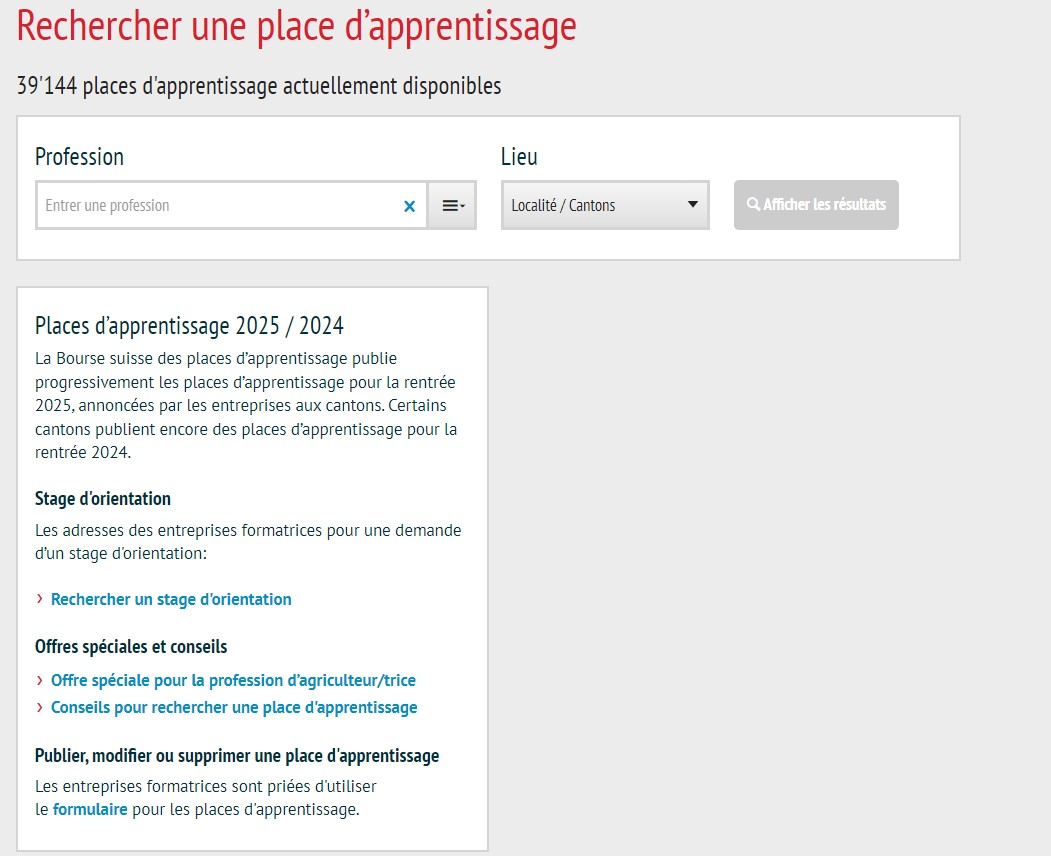 Rechercher une place d’apprentissage
39'144 places d'apprentissage actuellement disponibles
Profession
Lieu
Entrer une profession
Localité / Cantons
Afficher les résultats
Places d’apprentissage 2025 / 2024
La Bourse suisse des places d’apprentissage publie
progressivement les places d’apprentissage pour la rentrée
2025, annoncées par les entreprises aux cantons. Certains
cantons publient encore des places d’apprentissage pour la
rentrée 2024.
Stage d'orientation
Les adresses des entreprises formatrices pour une demande
d’un stage d'orientation:
Rechercher un stage d'orientation
Offres spéciales et conseils
Offre spéciale pour la profession d’agriculteur/trice
Conseils pour rechercher une place d'apprentissage
Publier, modifier ou supprimer une place d'apprentissage
Les entreprises formatrices sont priées d'utiliser
le formulaire pour les places d'apprentissage.